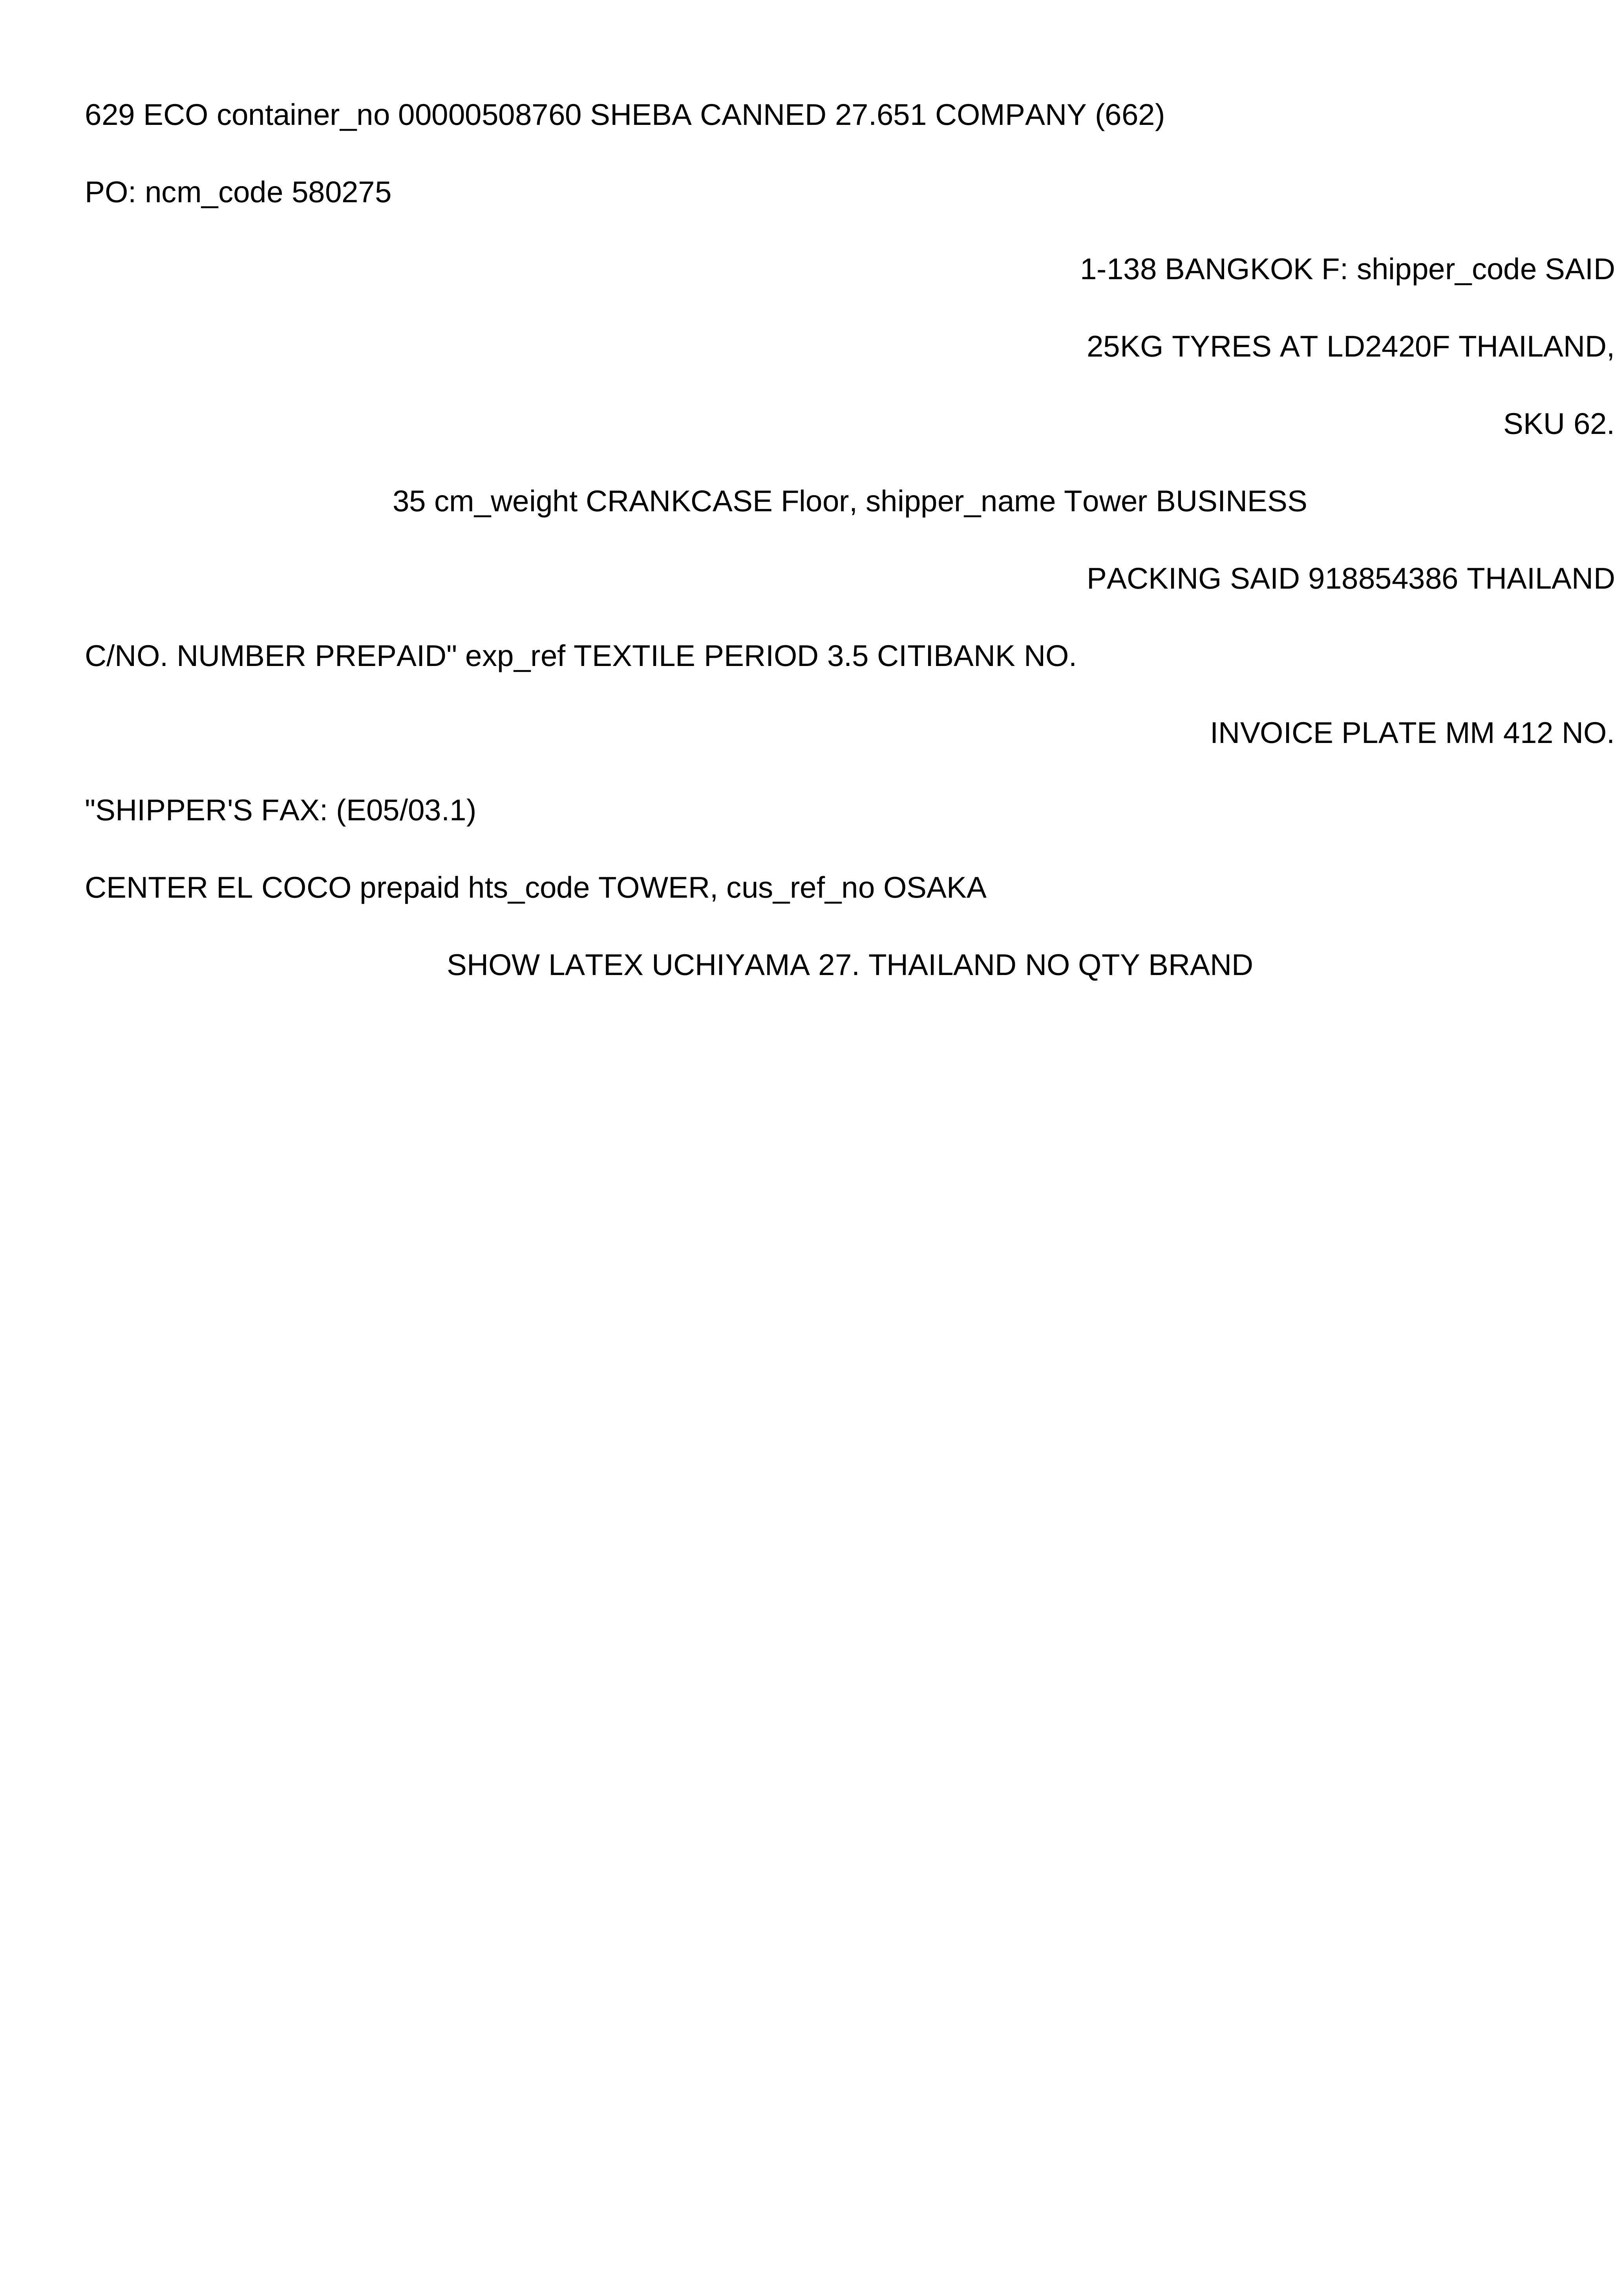 629 ECO container_no 00000508760 SHEBA CANNED 27.651 COMPANY (662)
PO: ncm_code 580275
1-138 BANGKOK F: shipper_code SAID
25KG TYRES AT LD2420F THAILAND,
SKU 62.
35 cm_weight CRANKCASE Floor, shipper_name Tower BUSINESS
PACKING SAID 918854386 THAILAND
C/NO. NUMBER PREPAID" exp_ref TEXTILE PERIOD 3.5 CITIBANK NO.
INVOICE PLATE MM 412 NO.
"SHIPPER'S FAX: (E05/03.1)
CENTER EL COCO prepaid hts_code TOWER, cus_ref_no OSAKA
SHOW LATEX UCHIYAMA 27. THAILAND NO QTY BRAND